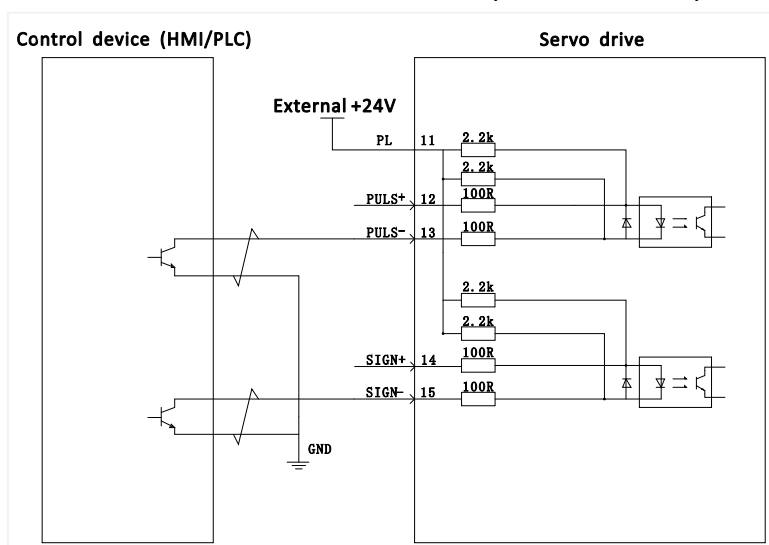 Control device (HMI/PLC)
Servo drive
External +24V
PL 11 2.2k
2.2k
PULS+ 12 100R
PULS- 13 100R
2.2k
2.2k
SIGN+ 14 100R
SIGN- 15 100R
GND